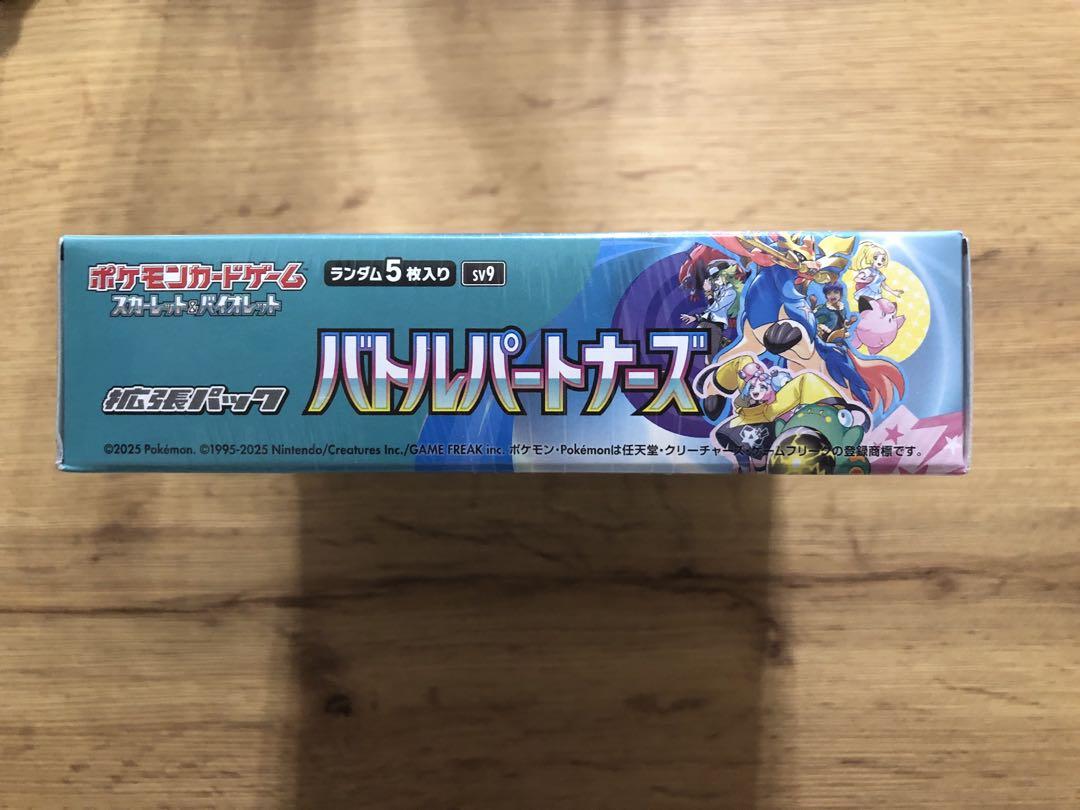 ポケモンカードゲーム
スカーレット&バイオレット
ランダム5枚入り sv9
拡張パック
バトルパートナーズ
©2025 Pokémon. ©1995-2025 Nintendo/Creatures Inc./GAME FREAK inc. ポケモン・Pokémonは任天堂・クリーチャーズ・ゲームフリークの登録商標です。